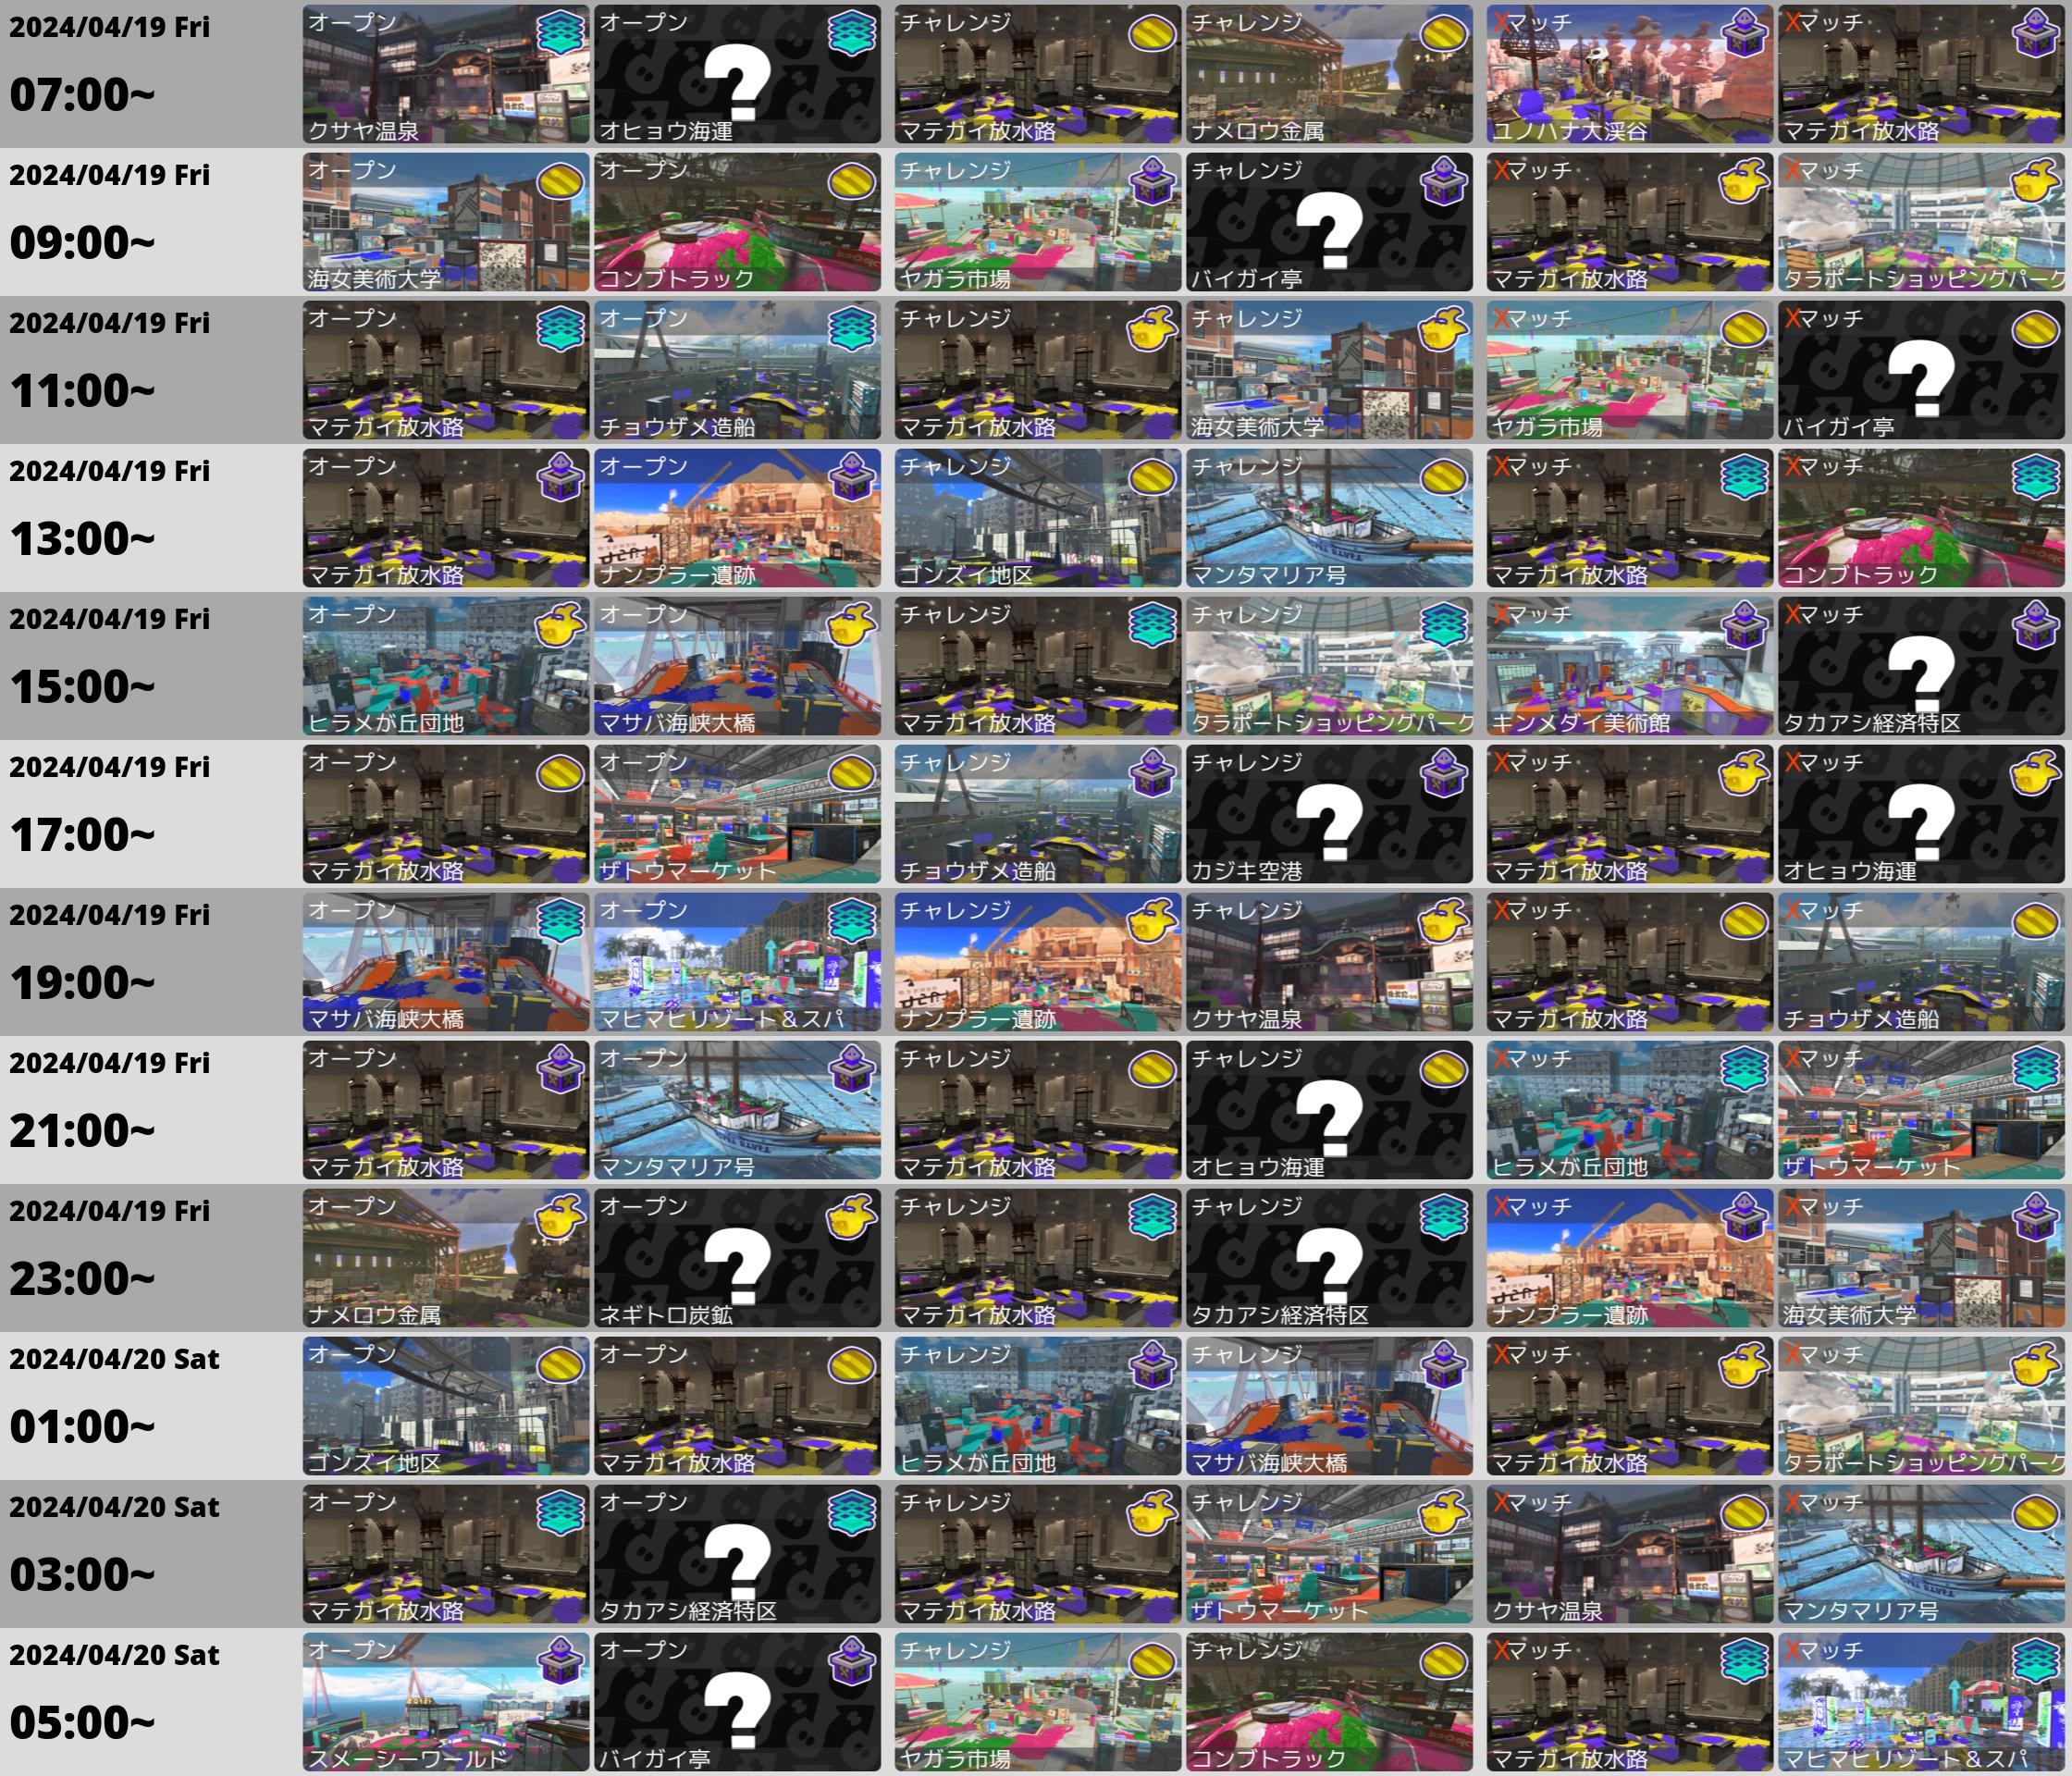 2024/04/19 Fri
07:00~
オープン オープン チャレンジ チャレンジ Xマッチ Xマッチ
クサヤ温泉 オヒョウ海運 マテガイ放水路 ナメロウ金属 ユノハナ大渓谷 マテガイ放水路
2024/04/19 Fri
09:00~
オープン オープン チャレンジ チャレンジ Xマッチ Xマッチ
海女美術大学 コンブトラック ヤガラ市場 バイガイ亭 マテガイ放水路 タラポートショッピングパーク
2024/04/19 Fri
11:00~
オープン オープン チャレンジ チャレンジ Xマッチ Xマッチ
マテガイ放水路 チョウザメ造船 マテガイ放水路 海女美術大学 ヤガラ市場 バイガイ亭
2024/04/19 Fri
13:00~
オープン オープン チャレンジ チャレンジ Xマッチ Xマッチ
マテガイ放水路 ナンプラー遺跡 ゴンズイ地区 マンタマリア号 マテガイ放水路 コンブトラック
2024/04/19 Fri
15:00~
オープン オープン チャレンジ チャレンジ Xマッチ Xマッチ
ヒラメが丘団地 マサバ海峡大橋 マテガイ放水路 タラポートショッピングパーク キンメダイ美術館 タカアシ経済特区
2024/04/19 Fri
17:00~
オープン オープン チャレンジ チャレンジ Xマッチ Xマッチ
マテガイ放水路 ザトウマーケット チョウザメ造船 カジキ空港 マテガイ放水路 オヒョウ海運
2024/04/19 Fri
19:00~
オープン オープン チャレンジ チャレンジ Xマッチ Xマッチ
マサバ海峡大橋 マヒマヒリゾート&スパ ナンプラー遺跡 クサヤ温泉 マテガイ放水路 チョウザメ造船
2024/04/19 Fri
21:00~
オープン オープン チャレンジ チャレンジ Xマッチ Xマッチ
マテガイ放水路 マンタマリア号 マテガイ放水路 オヒョウ海運 ヒラメが丘団地 ザトウマーケット
2024/04/19 Fri
23:00~
オープン オープン チャレンジ チャレンジ Xマッチ Xマッチ
ナメロウ金属 ネギトロ炭鉱 マテガイ放水路 タカアシ経済特区 ナンプラー遺跡 海女美術大学
2024/04/20 Sat
01:00~
オープン オープン チャレンジ チャレンジ Xマッチ Xマッチ
ゴンズイ地区 マテガイ放水路 ヒラメが丘団地 マサバ海峡大橋 マテガイ放水路 タラポートショッピングパーク
2024/04/20 Sat
03:00~
オープン オープン チャレンジ チャレンジ Xマッチ Xマッチ
マテガイ放水路 タカアシ経済特区 マテガイ放水路 ザトウマーケット クサヤ温泉 マンタマリア号
2024/04/20 Sat
05:00~
オープン オープン チャレンジ チャレンジ Xマッチ Xマッチ
スメーシーワールド バイガイ亭 ヤガラ市場 コンブトラック マテガイ放水路 マヒマヒリゾート&スパ